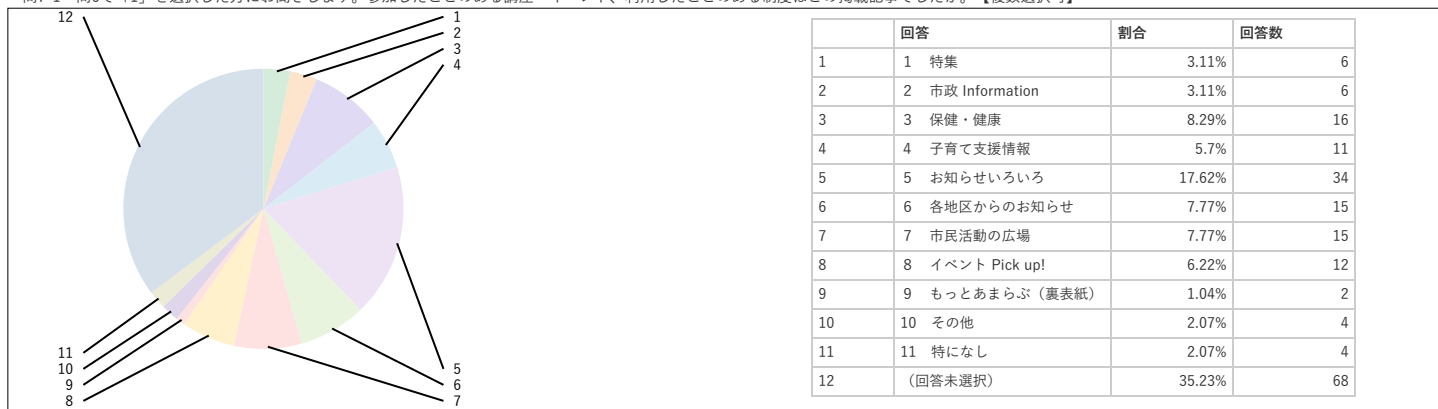 12
1
2
3
4
11
10
9
8
5
6
7
回答 割合 回答数
1 1 特集 3.11% 6
2 2 市政 Information 3.11% 6
3 3 保健・健康 8.29% 16
4 4 子育て支援情報 5.7% 11
5 5 お知らせいろいろ 17.62% 34
6 6 各地区からのお知らせ 7.77% 15
7 7 市民活動の広場 7.77% 15
8 8 イベント Pick up! 6.22% 12
9 9 もっとあまらぶ（裏表紙） 1.04% 2
10 10 その他 2.07% 4
11 11 特になし 2.07% 4
12 （回答未選択） 35.23% 68